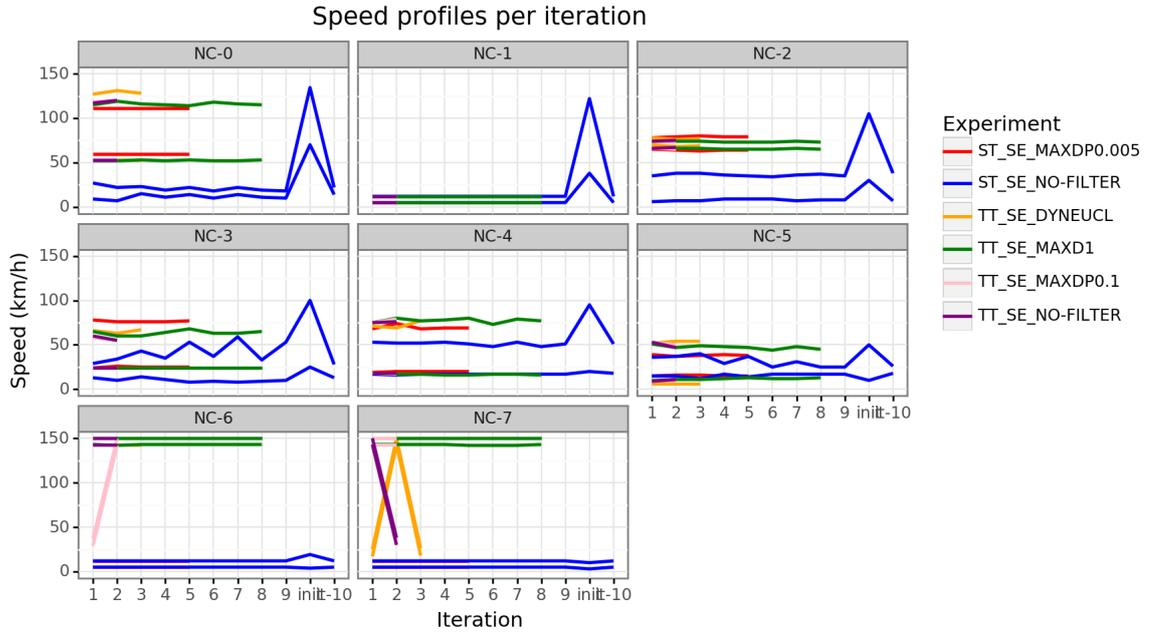 Speed profiles per iteration
NC-0
NC-1
NC-2
150
100
50
0
NC-3
NC-4
NC-5
150
100
50
0
1 2 3 4 5 6 7 8 9 init it-10
NC-6
NC-7
150
100
50
0
1 2 3 4 5 6 7 8 9 init it-10
1 2 3 4 5 6 7 8 9 init it-10
Speed (km/h)
Iteration
Experiment
ST_SE_MAXDP0.005
ST_SE_NO-FILTER
TT_SE_DYNEUCL
TT_SE_MAXD1
TT_SE_MAXDP0.1
TT_SE_NO-FILTER